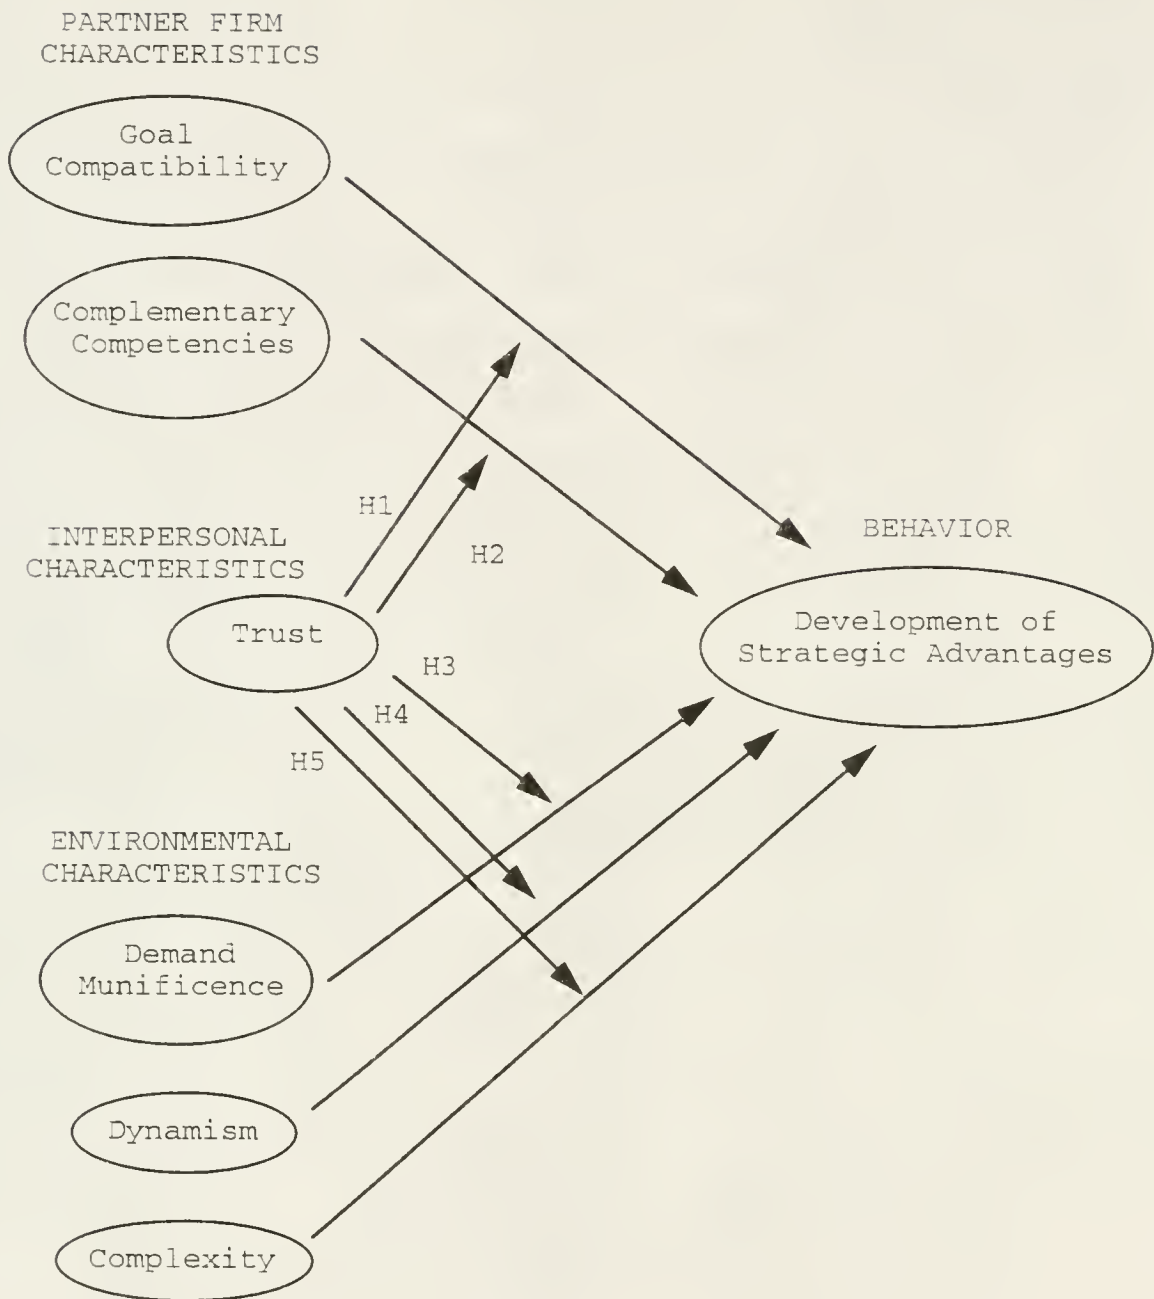 PARTNER FIRM
CHARACTERISTICS
Goal
Compatibility
Complementary
Competencies
H1
H2
INTERPERSONAL
CHARACTERISTICS
Trust
BEHAVIOR
Development of
Strategic Advantages
H3
H4
H5
ENVIRONMENTAL
CHARACTERISTICS
Demand
Munificence
Dynamism
Complexity